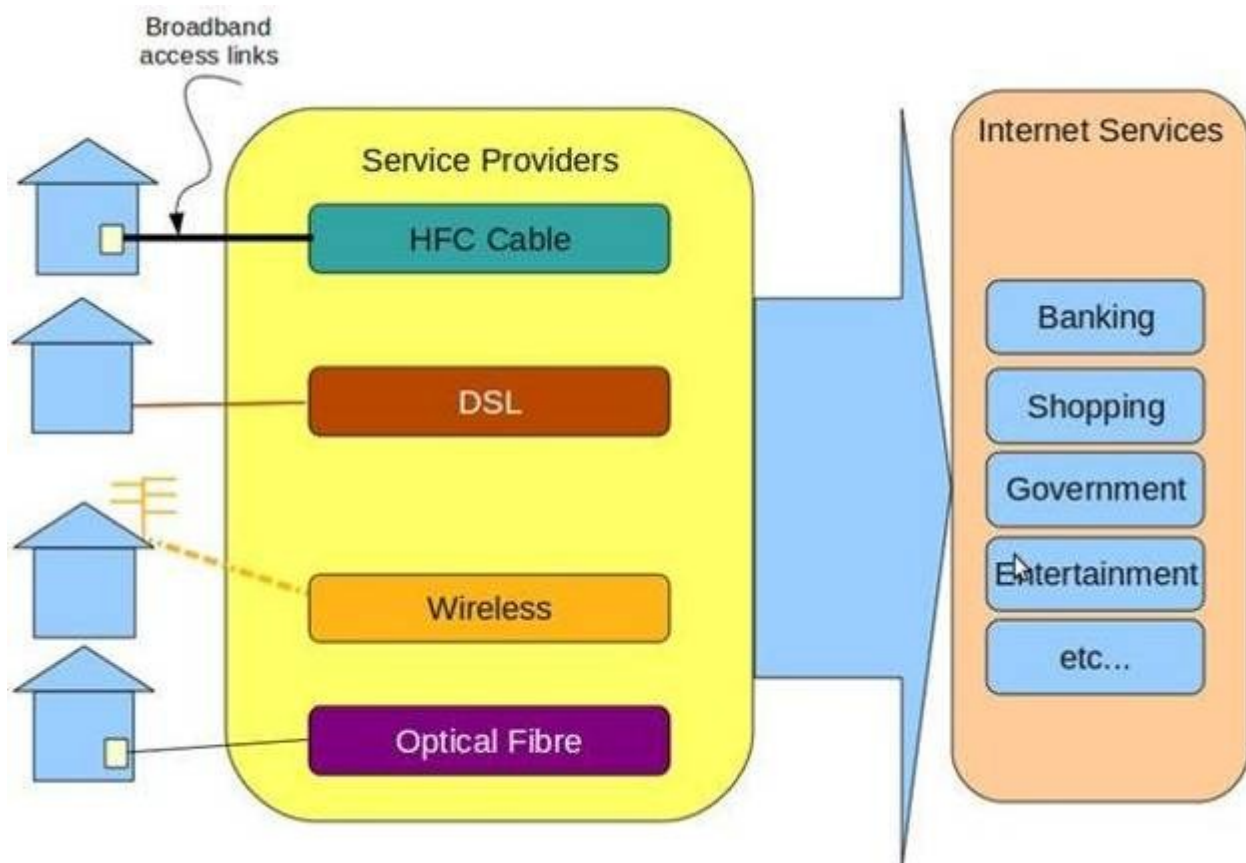 Broadband
access links
Service Providers
Internet Services
HFC Cable
DSL
Wireless
Optical Fibre
Banking
Shopping
Government
Entertainment
etc...